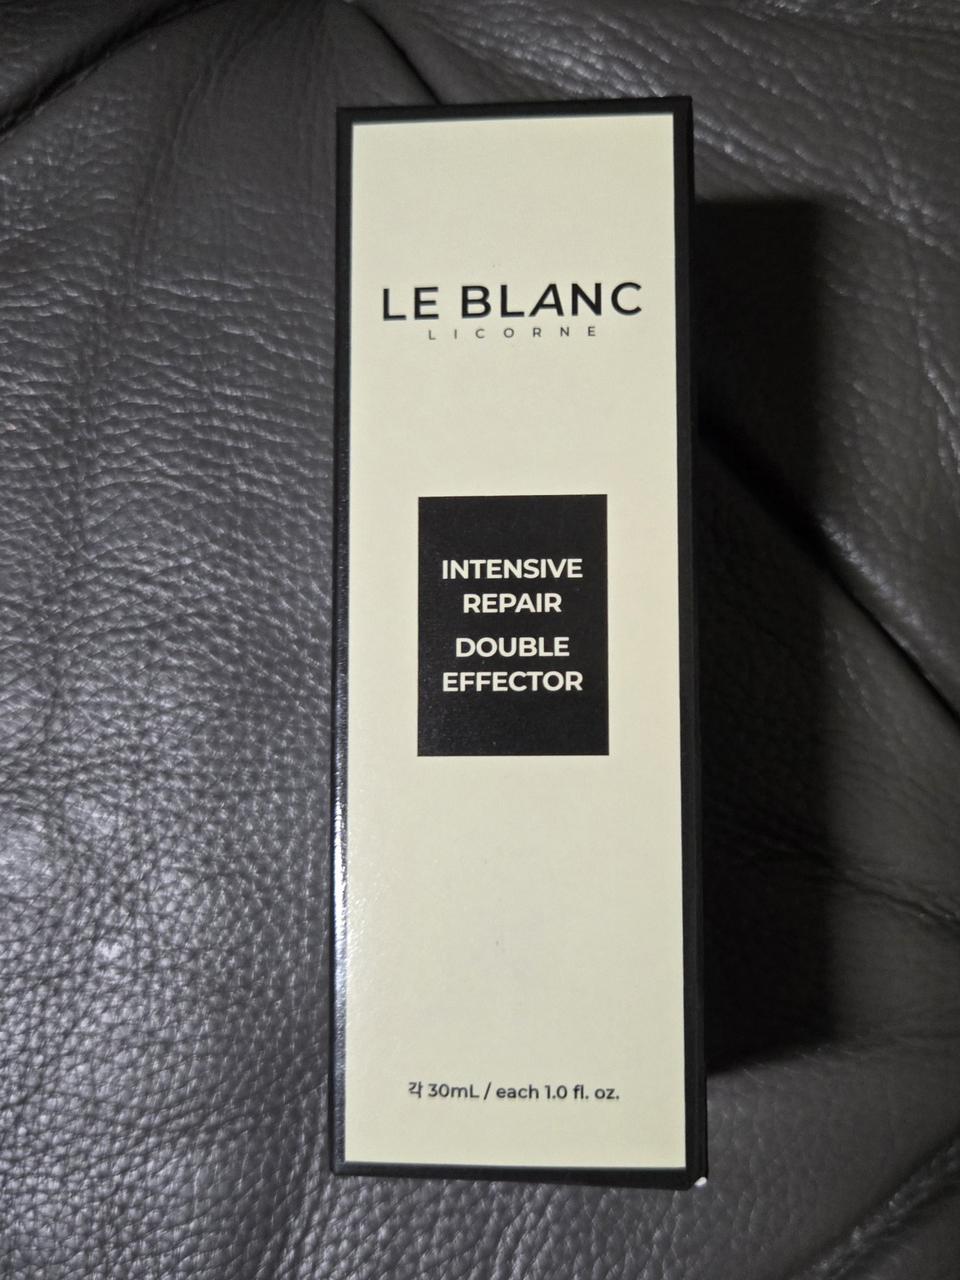 LE BLANC
LICORNE
INTENSIVE
REPAIR
DOUBLE
EFFECTOR
각 30mL / each 1.0 fl. oz.